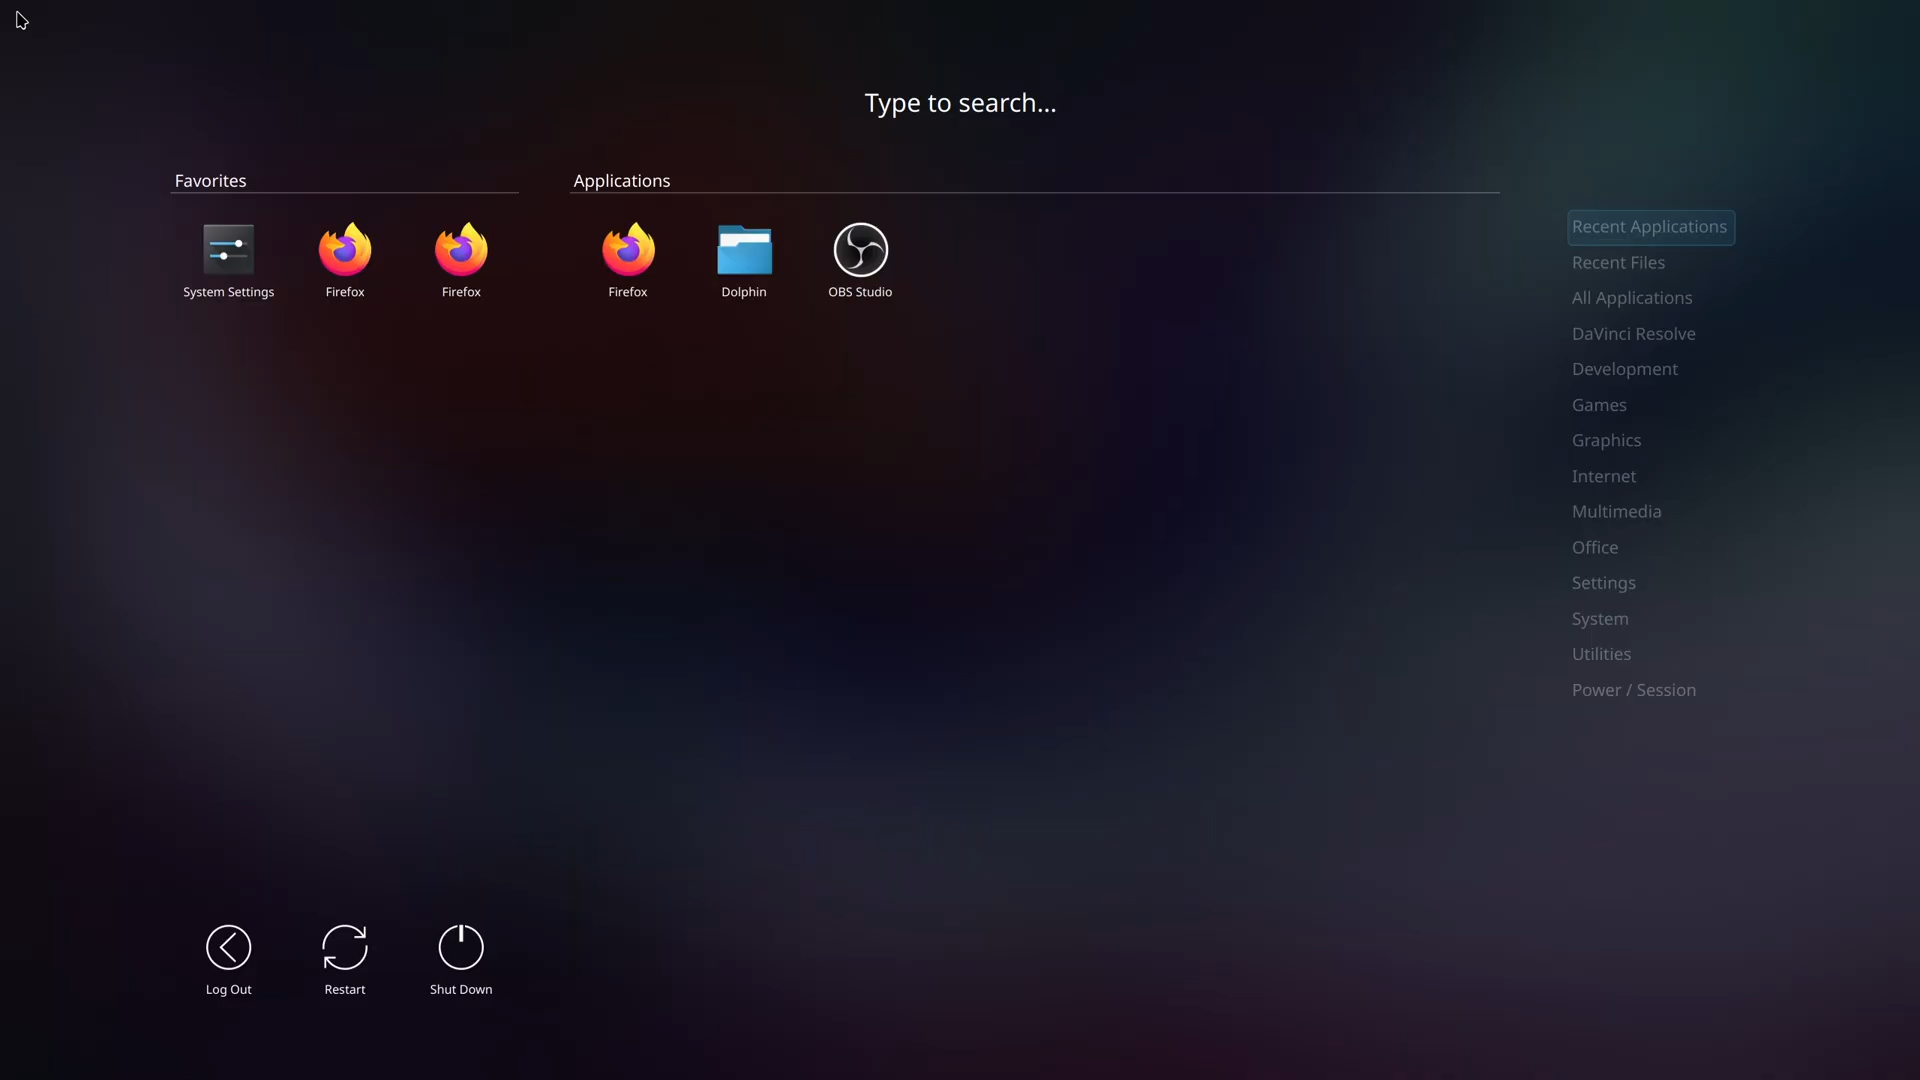 Type to search...
Favorites
Applications
System Settings
Firefox
Firefox
Firefox
Dolphin
OBS Studio
Recent Applications
Recent Files
All Applications
DaVinci Resolve
Development
Games
Graphics
Internet
Multimedia
Office
Settings
System
Utilities
Power / Session
Log Out
Restart
Shut Down